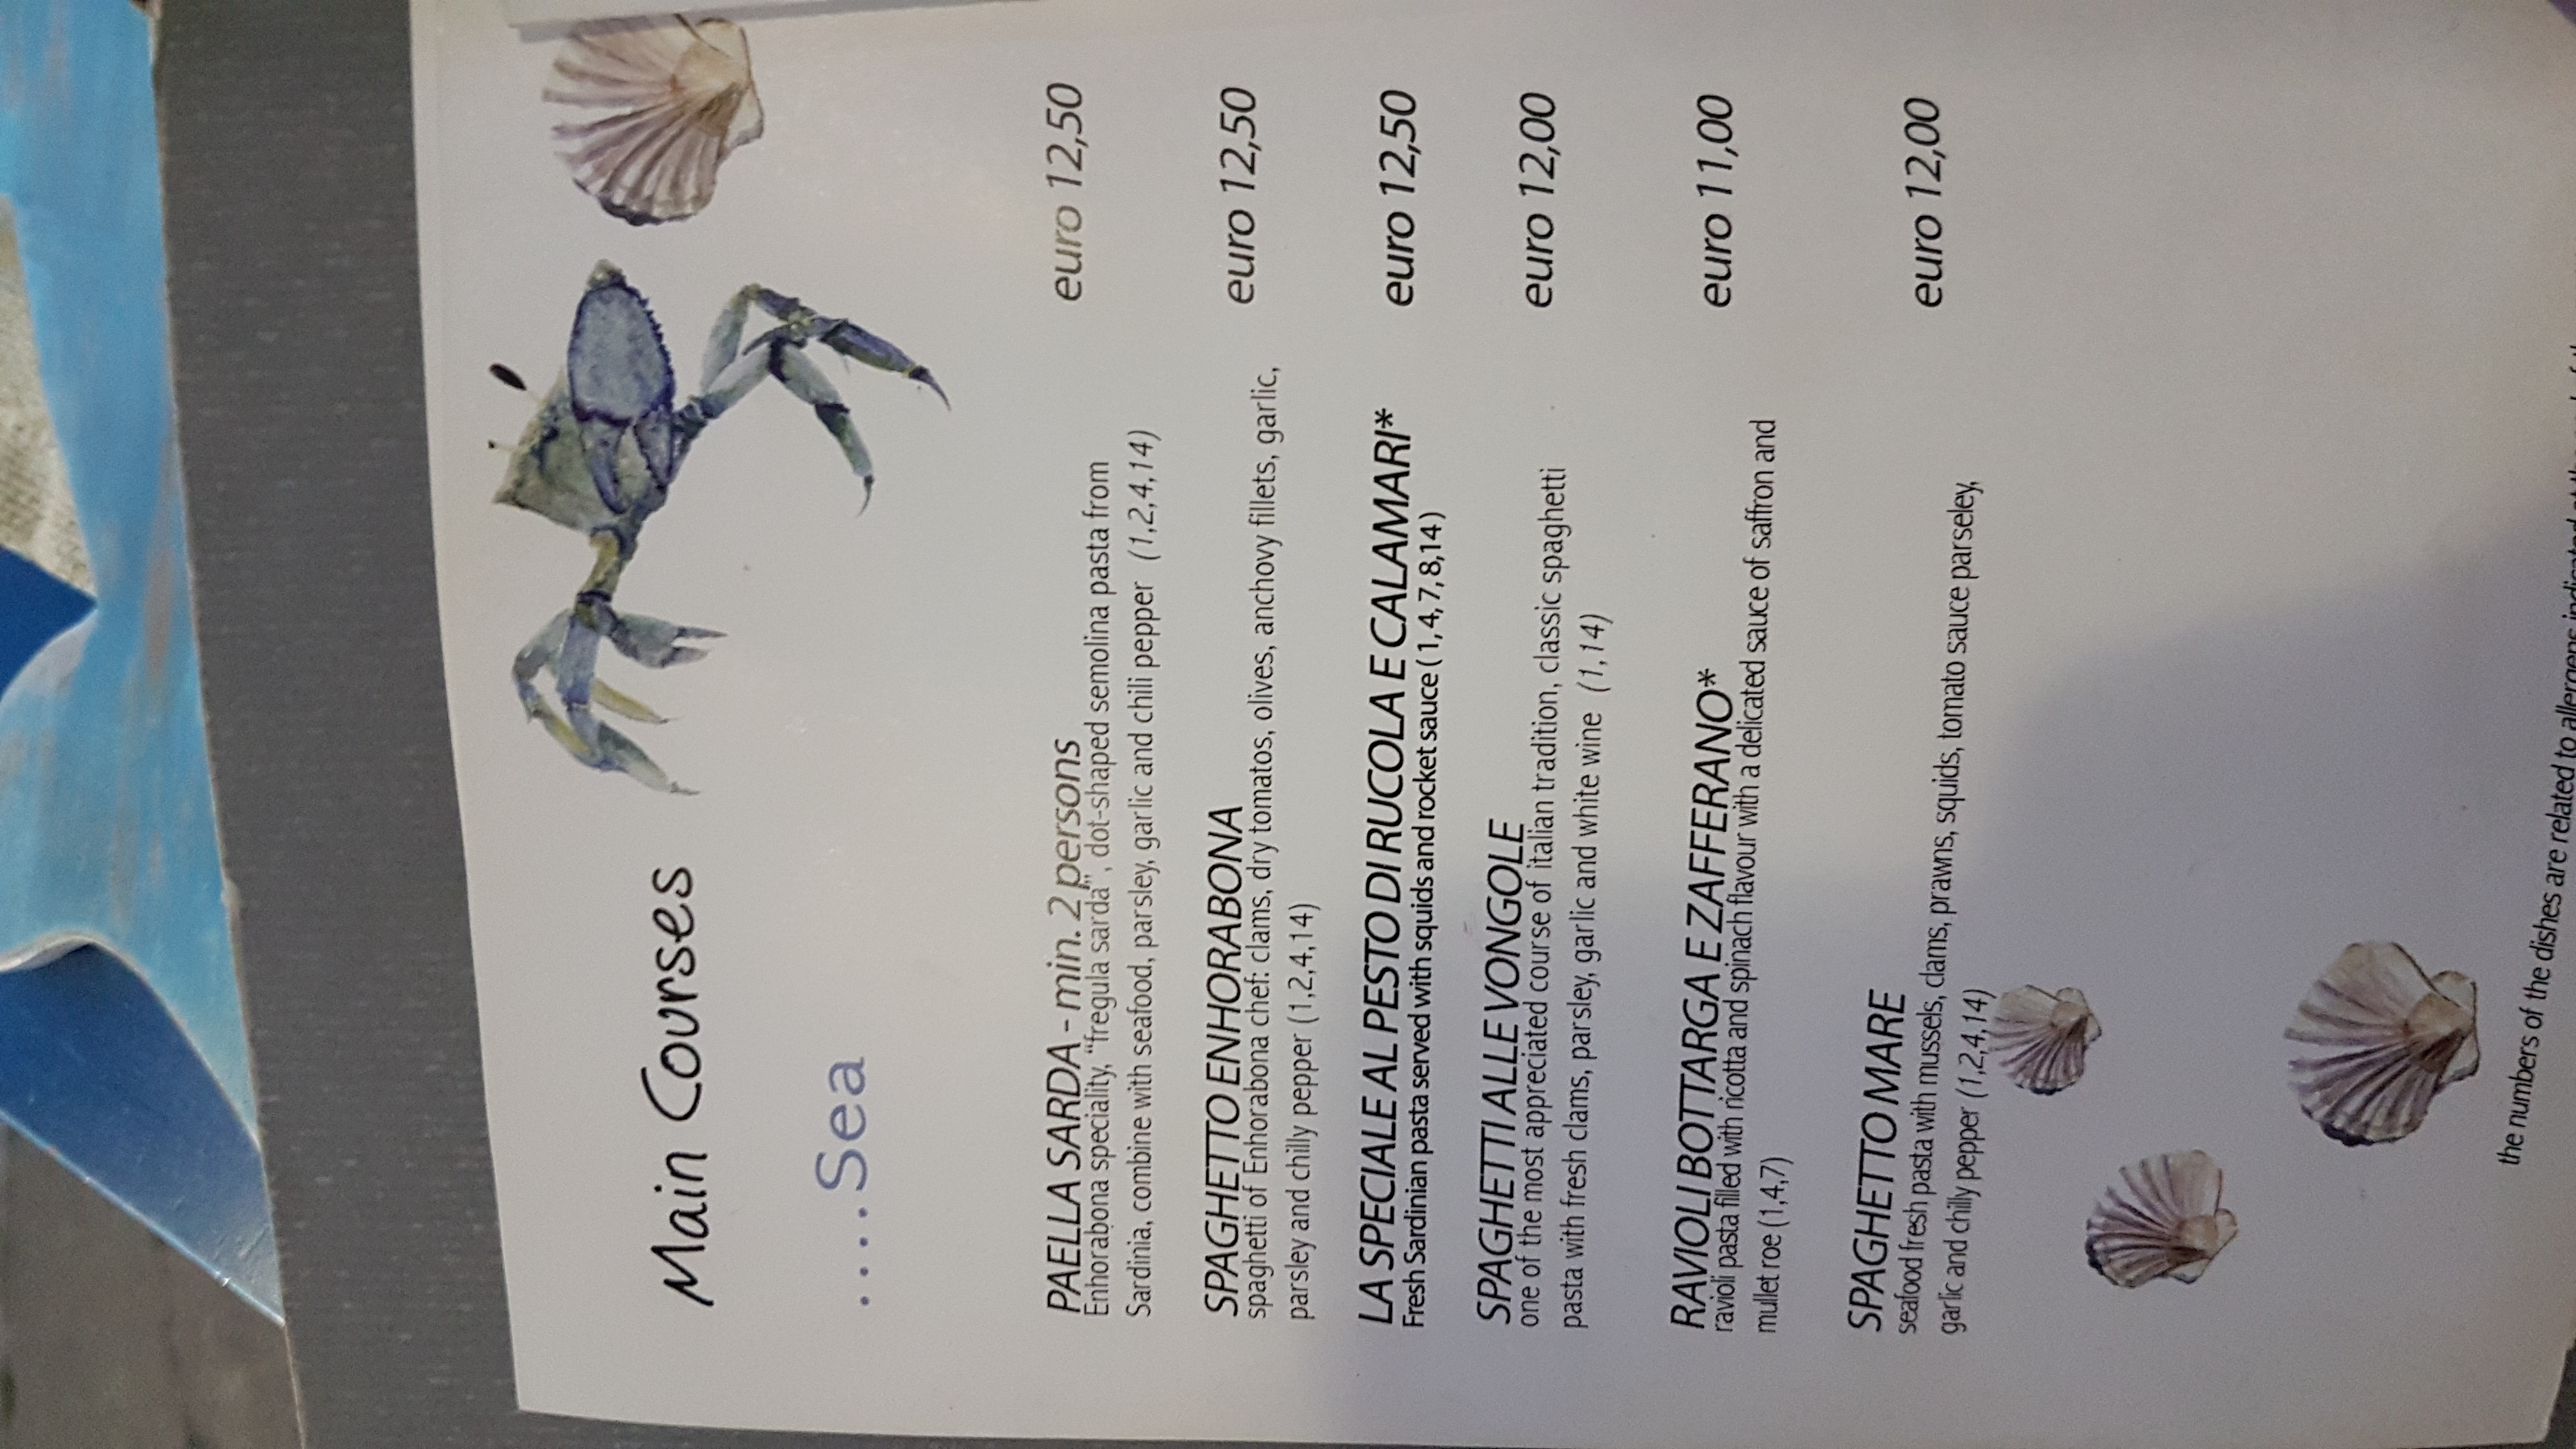 Main Courses
....Sea
PAELLA SARDA - min. 2 persons euro 12,50
Enhorabona speciality, "fregula sarda", dot-shaped semolina pasta from
Sardinia, combine with seafood, parsley, garlic and chili pepper (1,2,4,14)
SPAGHETTO ENHORABONA euro 12,50
spaghetti of Enhorabona chef: clams, dry tomatos, olives, anchovy fillets, garlic,
parsley and chilly pepper (1,2,4,14)
LA SPECIALE AL PESTO DI RUCOLA E CALAMARI* euro 12,50
Fresh Sardinian pasta served with squids and rocket sauce ( 1, 4, 7, 8,14 )
SPAGHETTI ALLE VONGOLE euro 12,00
one of the most appreciated course of italian tradition, classic spaghetti
pasta with fresh clams, parsley, garlic and white wine (1,14)
RAVIOLI BOTTARGA E ZAFFERANO* euro 11,00
ravioli pasta filled with ricotta and spinach flavour with a delicated sauce of saffron and
mullet roe (1,4,7)
SPAGHETTO MARE euro 12,00
seafood fresh pasta with mussels, clams, prawns, squids, tomato sauce parseley,
garlic and chilly pepper (1,2,4,14)
the numbers of the dishes are related to allergens